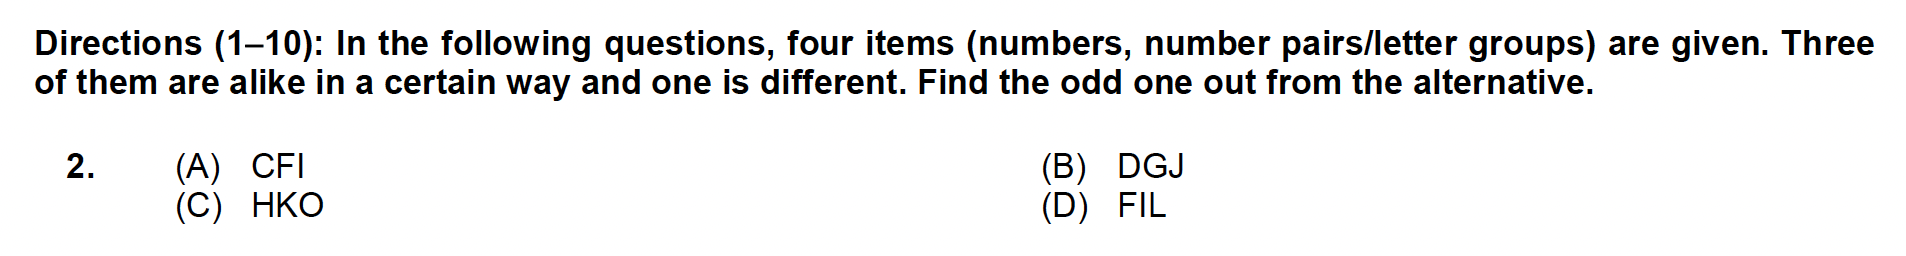 Directions (1–10): In the following questions, four items (numbers, number pairs/letter groups) are given. Three
of them are alike in a certain way and one is different. Find the odd one out from the alternative.
2. (A) CFI (B) DGJ
(C) HKO (D) FIL